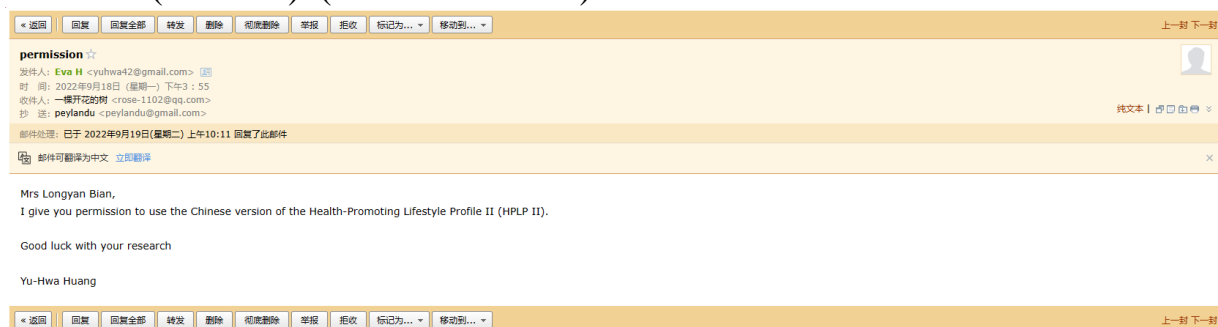 « 返回 回复 回复全部 转发 删除 彻底删除 举报 拒收 标记为... 移动到... 上一封 下一封
permission
发件人: Eva H <yuhwa42@gmail.com>
时 间: 2022年9月18日 (星期一) 下午3:55
收件人: 一棵开花的树 <rose-1102@qq.com>
抄 送: peylandu <peylandu@gmail.com>
纯文本 |
邮件处理: 已于 2022年9月19日(星期二) 上午10:11 回复了此邮件
邮件可翻译为中文 立即翻译
Mrs Longyan Bian,
I give you permission to use the Chinese version of the Health-Promoting Lifestyle Profile II (HPLP II).
Good luck with your research
Yu-Hwa Huang
« 返回 回复 回复全部 转发 删除 彻底删除 举报 拒收 标记为... 移动到... 上一封 下一封